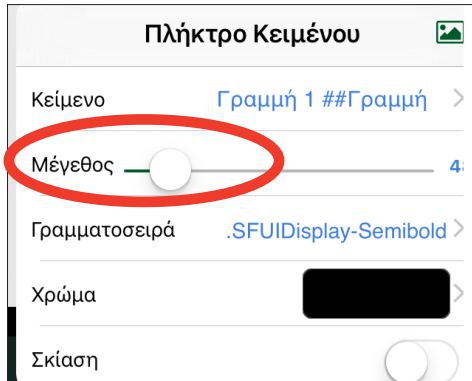 Πλήκτρο Κειμένου
Κείμενο Γραμμή 1 ##Γραμμή
Μέγεθος
Γραμματοσειρά .SFUIDisplay-Semibold
Χρώμα
Σκίαση